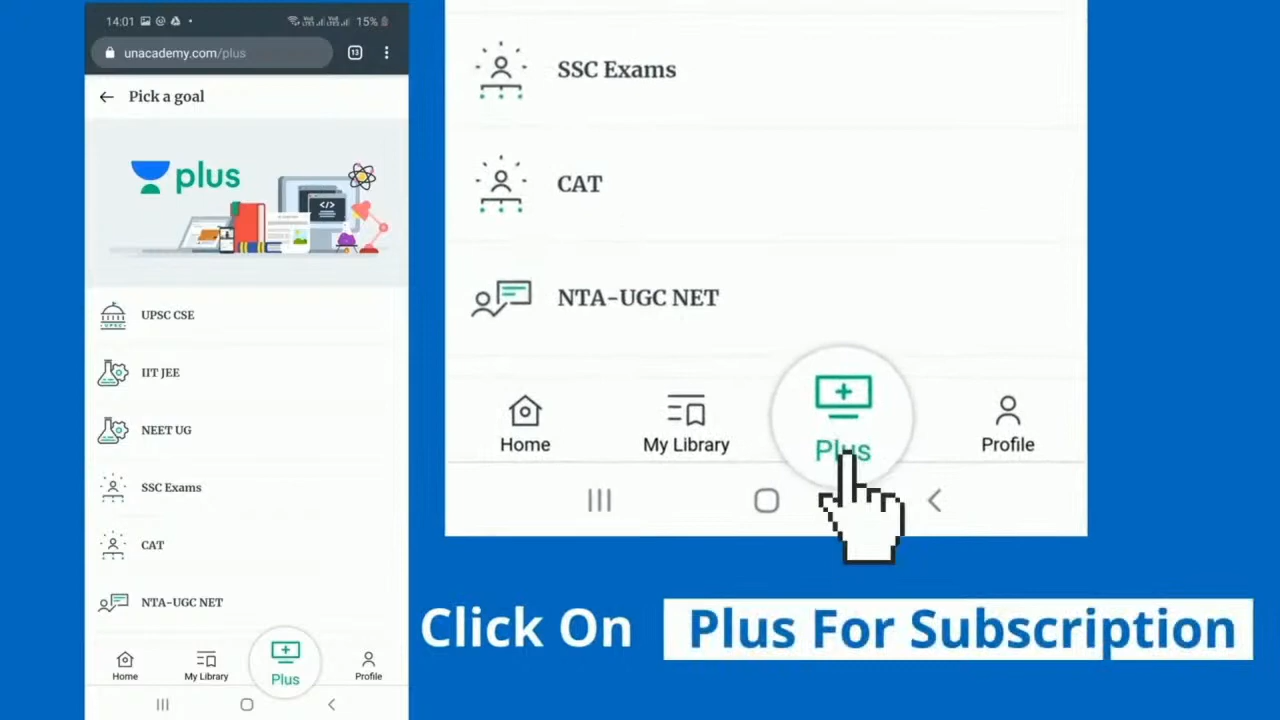 14:01
15%
unacademy.com/plus
13
Pick a goal
plus
</>
UPSC
UPSC CSE
IIT JEE
NEET UG
SSC Exams
CAT
NTA-UGC NET
Home
My Library
Plus
Profile
SSC Exams
CAT
NTA-UGC NET
Home
My Library
Plus
Profile
Click On Plus For Subscription